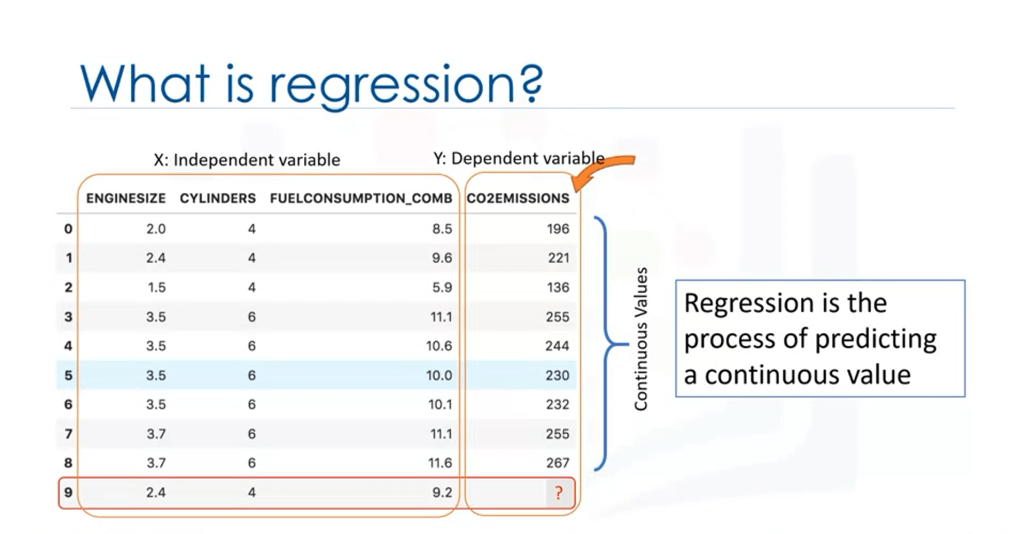 What is regression?
X: Independent variable Y: Dependent variable
ENGINESIZE CYLINDERS FUELCONSUMPTION_COMB CO2EMISSIONS
0 2.0 4 8.5 196
1 2.4 4 9.6 221
2 1.5 4 5.9 136
3 3.5 6 11.1 255
4 3.5 6 10.6 244
5 3.5 6 10.0 230
6 3.5 6 10.1 232
7 3.7 6 11.1 255
8 3.7 6 11.6 267
9 2.4 4 9.2 ?
Continuous Values
Regression is the
process of predicting
a continuous value